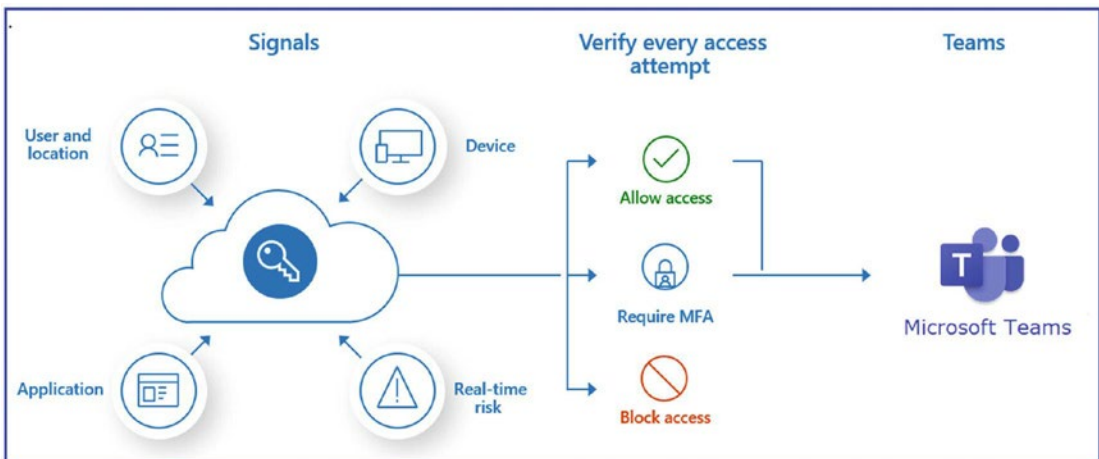 Signals
Verify every access
attempt
Teams
User and
location
Device
Allow access
T
Require MFA
Microsoft Teams
Application
Real-time
risk
Block access